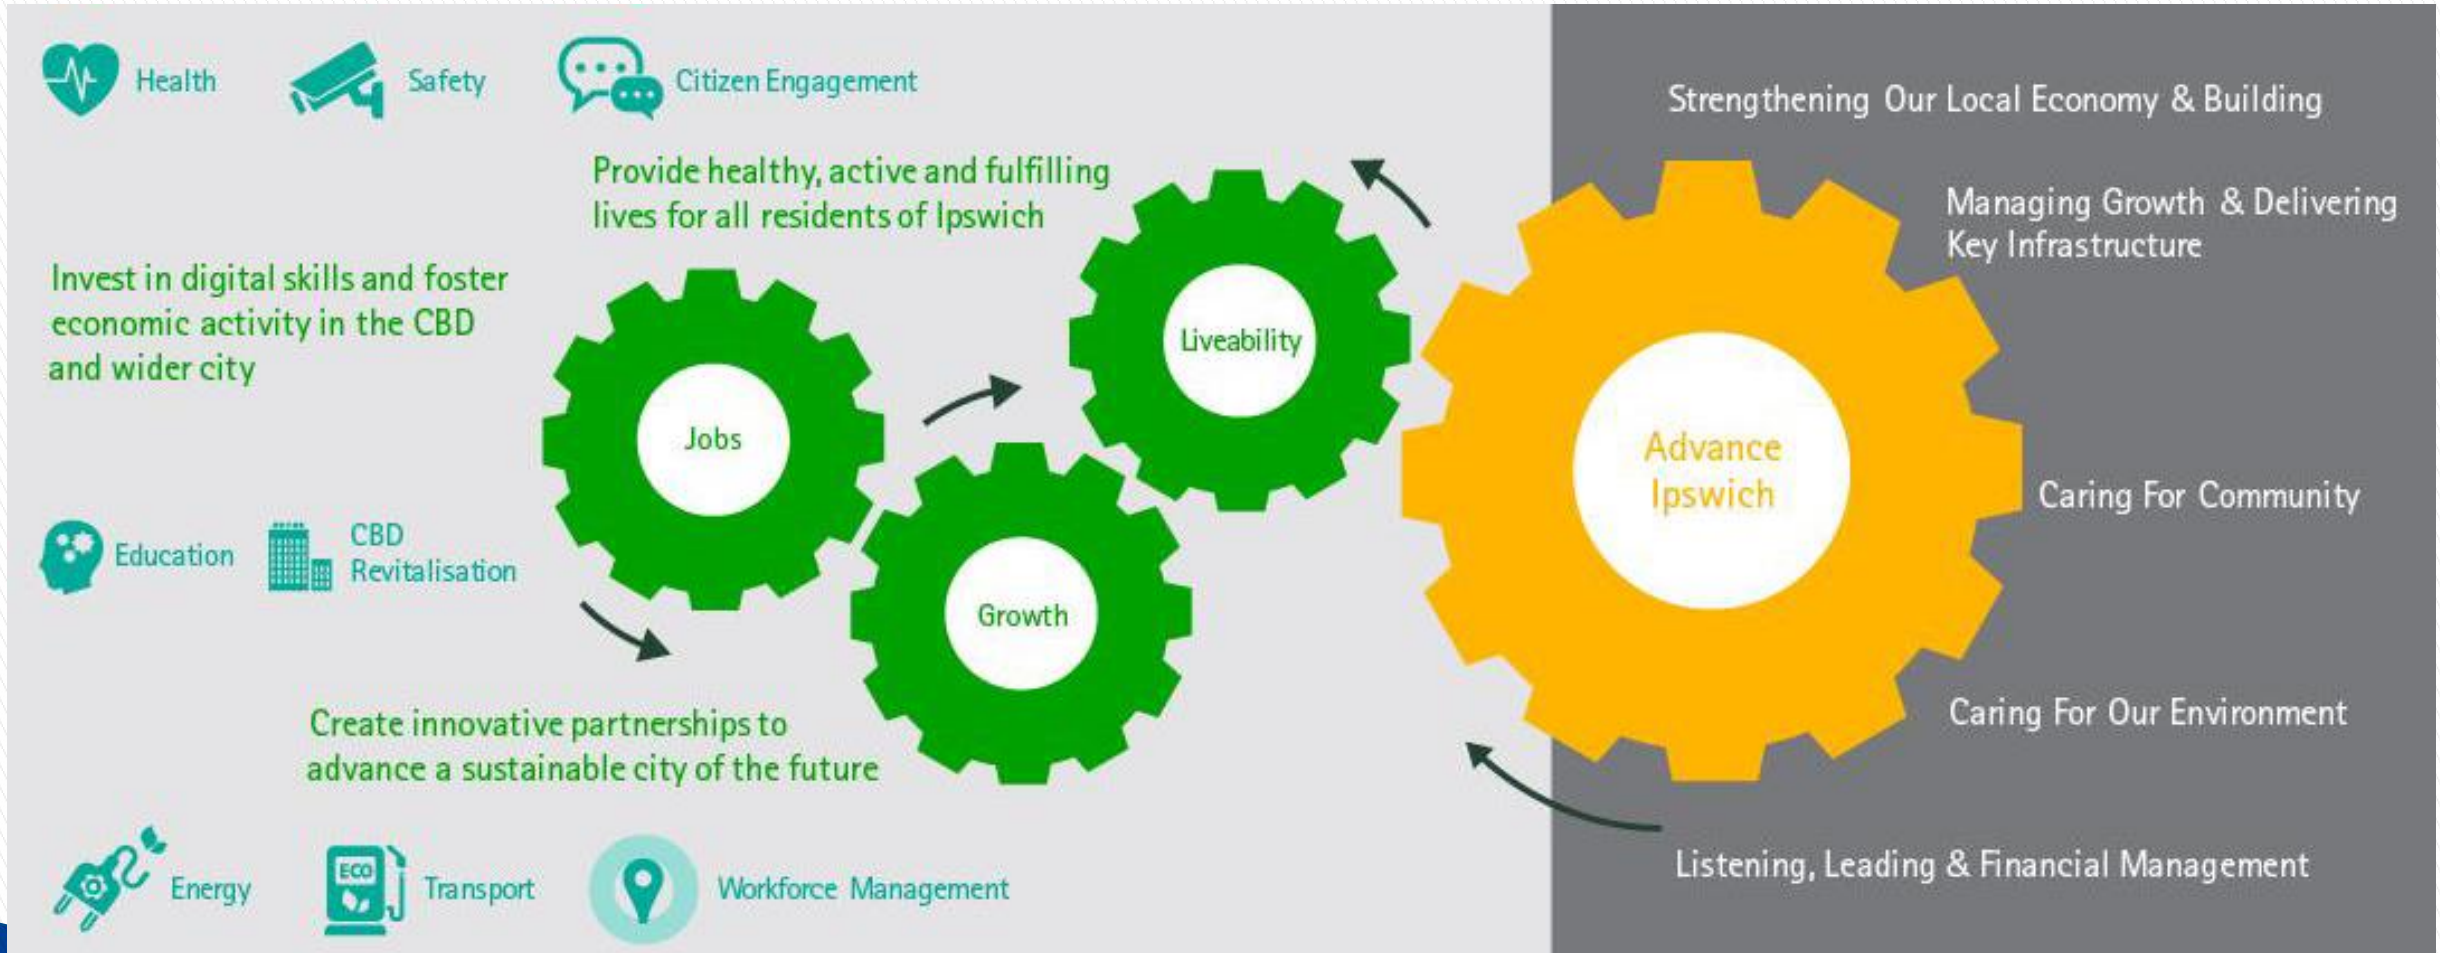 Health
Safety
Citizen Engagement
Provide healthy, active and fulfilling
lives for all residents of Ipswich
Invest in digital skills and foster
economic activity in the CBD
and wider city
Jobs
Liveability
Growth
Education
CBD
Revitalisation
Create innovative partnerships to
advance a sustainable city of the future
Energy
ECO
Transport
Workforce Management
Strengthening Our Local Economy & Building
Managing Growth & Delivering
Key Infrastructure
Advance
Ipswich
Caring For Community
Caring For Our Environment
Listening, Leading & Financial Management